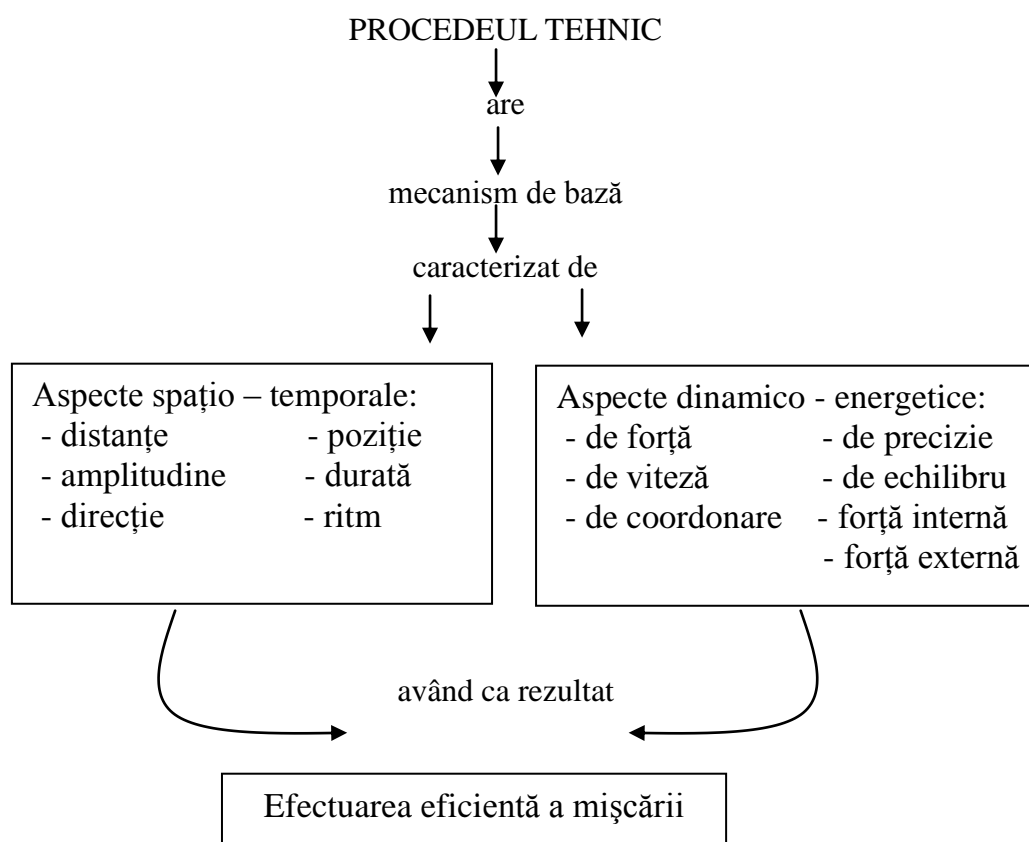 PROCEDEUL TEHNIC
are
mecanism de bază
caracterizat de
Aspecte spațio – temporale:
- distanțe - poziție
- amplitudine - durată
- direcție - ritm
Aspecte dinamico - energetice:
- de forță - de precizie
- de viteză - de echilibru
- de coordonare - forță internă
- forță externă
având ca rezultat
Efectuarea eficientă a mişcării